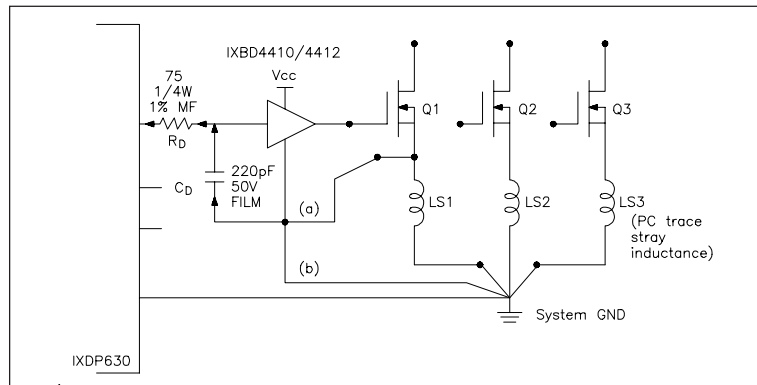 IXBD4410/4412
75
1/4W
1% MF
Vcc
Q1
Q2
Q3
RD
220pF
50V
FILM
CD
(a)
LS1
LS2
LS3
(PC trace
stray
inductance)
(b)
System GND
IXDP630